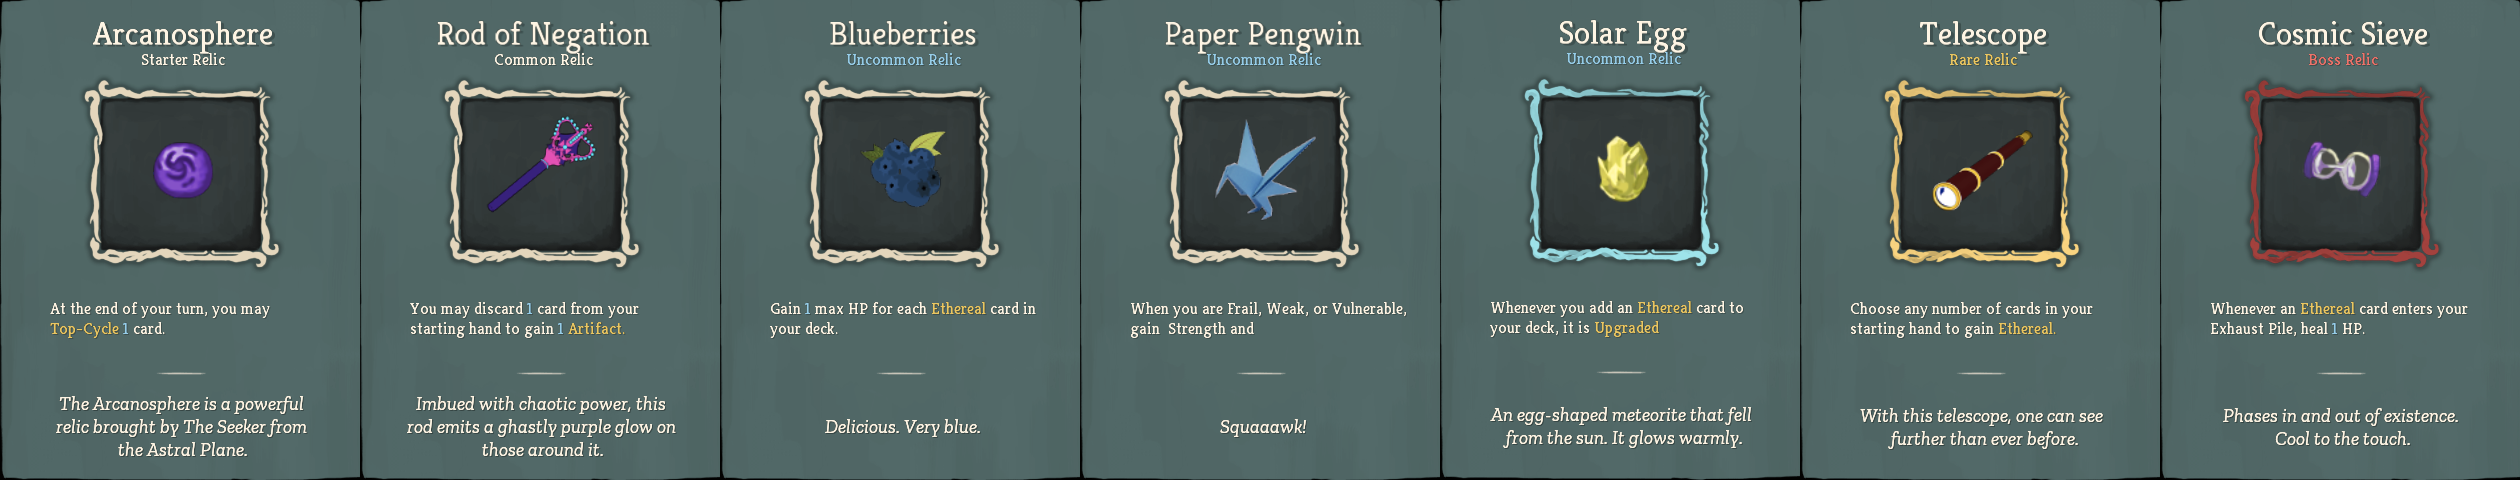 Arcanosphere
Starter Relic
At the end of your turn, you may
Top-Cycle 1 card.
The Arcanosphere is a powerful
relic brought by The Seeker from
the Astral Plane.
Rod of Negation
Common Relic
You may discard 1 card from your
starting hand to gain 1 Artifact.
Imbued with chaotic power, this
rod emits a ghastly purple glow on
those around it.
Blueberries
Uncommon Relic
Gain 1 max HP for each Ethereal card in
your deck.
Delicious. Very blue.
Paper Pengwin
Uncommon Relic
When you are Frail, Weak, or Vulnerable,
gain Strength and
Squaaawk!
Solar Egg
Uncommon Relic
Whenever you add an Ethereal card to
your deck, it is Upgraded
An egg-shaped meteorite that fell
from the sun. It glows warmly.
Telescope
Rare Relic
Choose any number of cards in your
starting hand to gain Ethereal.
With this telescope, one can see
further than ever before.
Cosmic Sieve
Boss Relic
Whenever an Ethereal card enters your
Exhaust Pile, heal 1 HP.
Phases in and out of existence.
Cool to the touch.